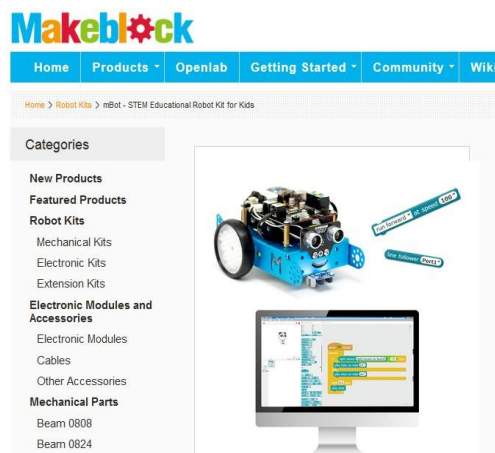 Makeblock
Home Products Openlab Getting Started Community Wiki
Home > Robot Kits > mBot - STEM Educational Robot Kit for Kids
Categories
New Products
Featured Products
Robot Kits
Mechanical Kits
Electronic Kits
Extension Kits
Electronic Modules and
Accessories
Electronic Modules
Cables
Other Accessories
Mechanical Parts
Beam 0808
Beam 0824
run forward at speed 100
line follower Port1
M